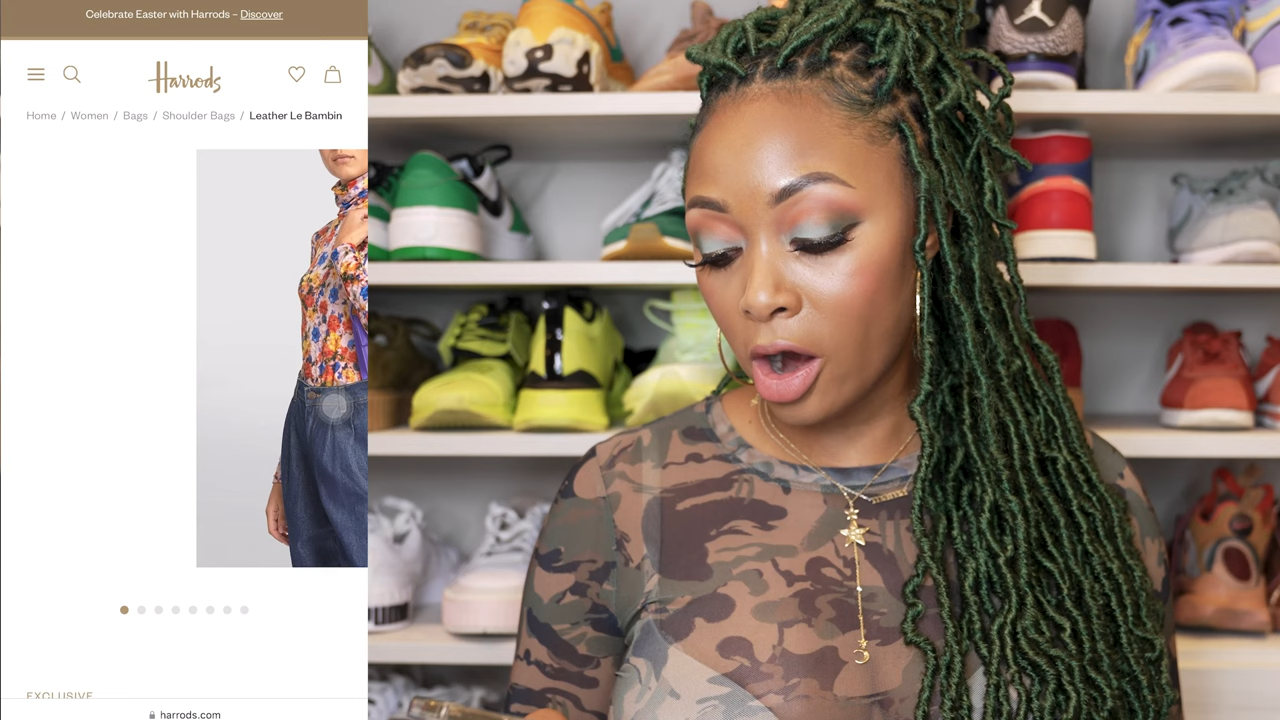 Celebrate Easter with Harrods – Discover
Harrods
Home / Women / Bags / Shoulder Bags / Leather Le Bambin
EXCLUSIVE
harrods.com